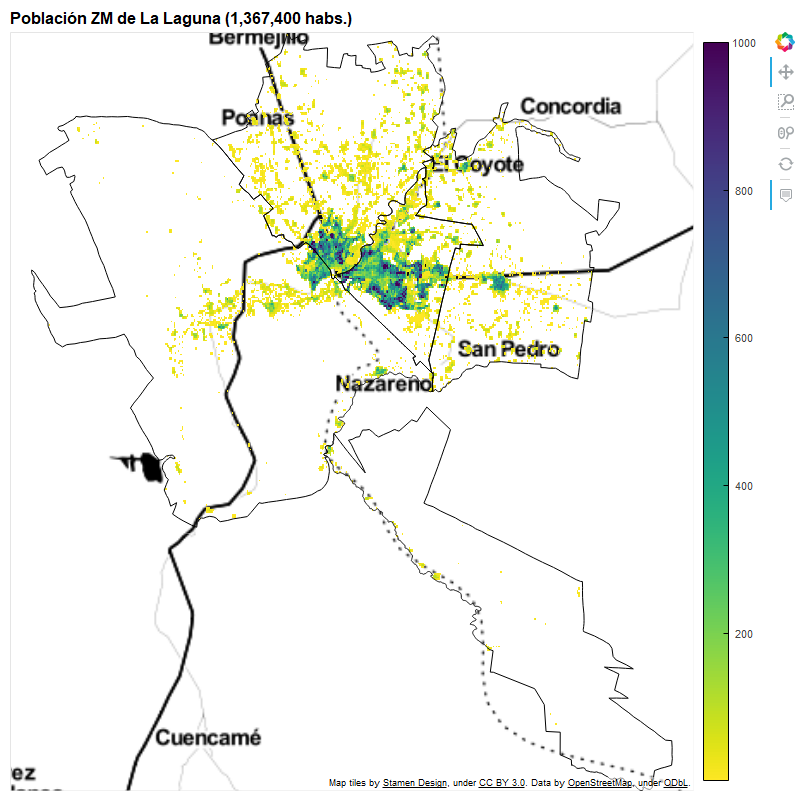 Población ZM de La Laguna (1,367,400 habs.)
Bermejillo
1000
Concordia
Poanas
El Coyote
800
600
San Pedro
Nazareno
400
200
Cuencamé
ez
Map tiles by Stamen Design, under CC BY 3.0. Data by OpenStreetMap, under ODbL.